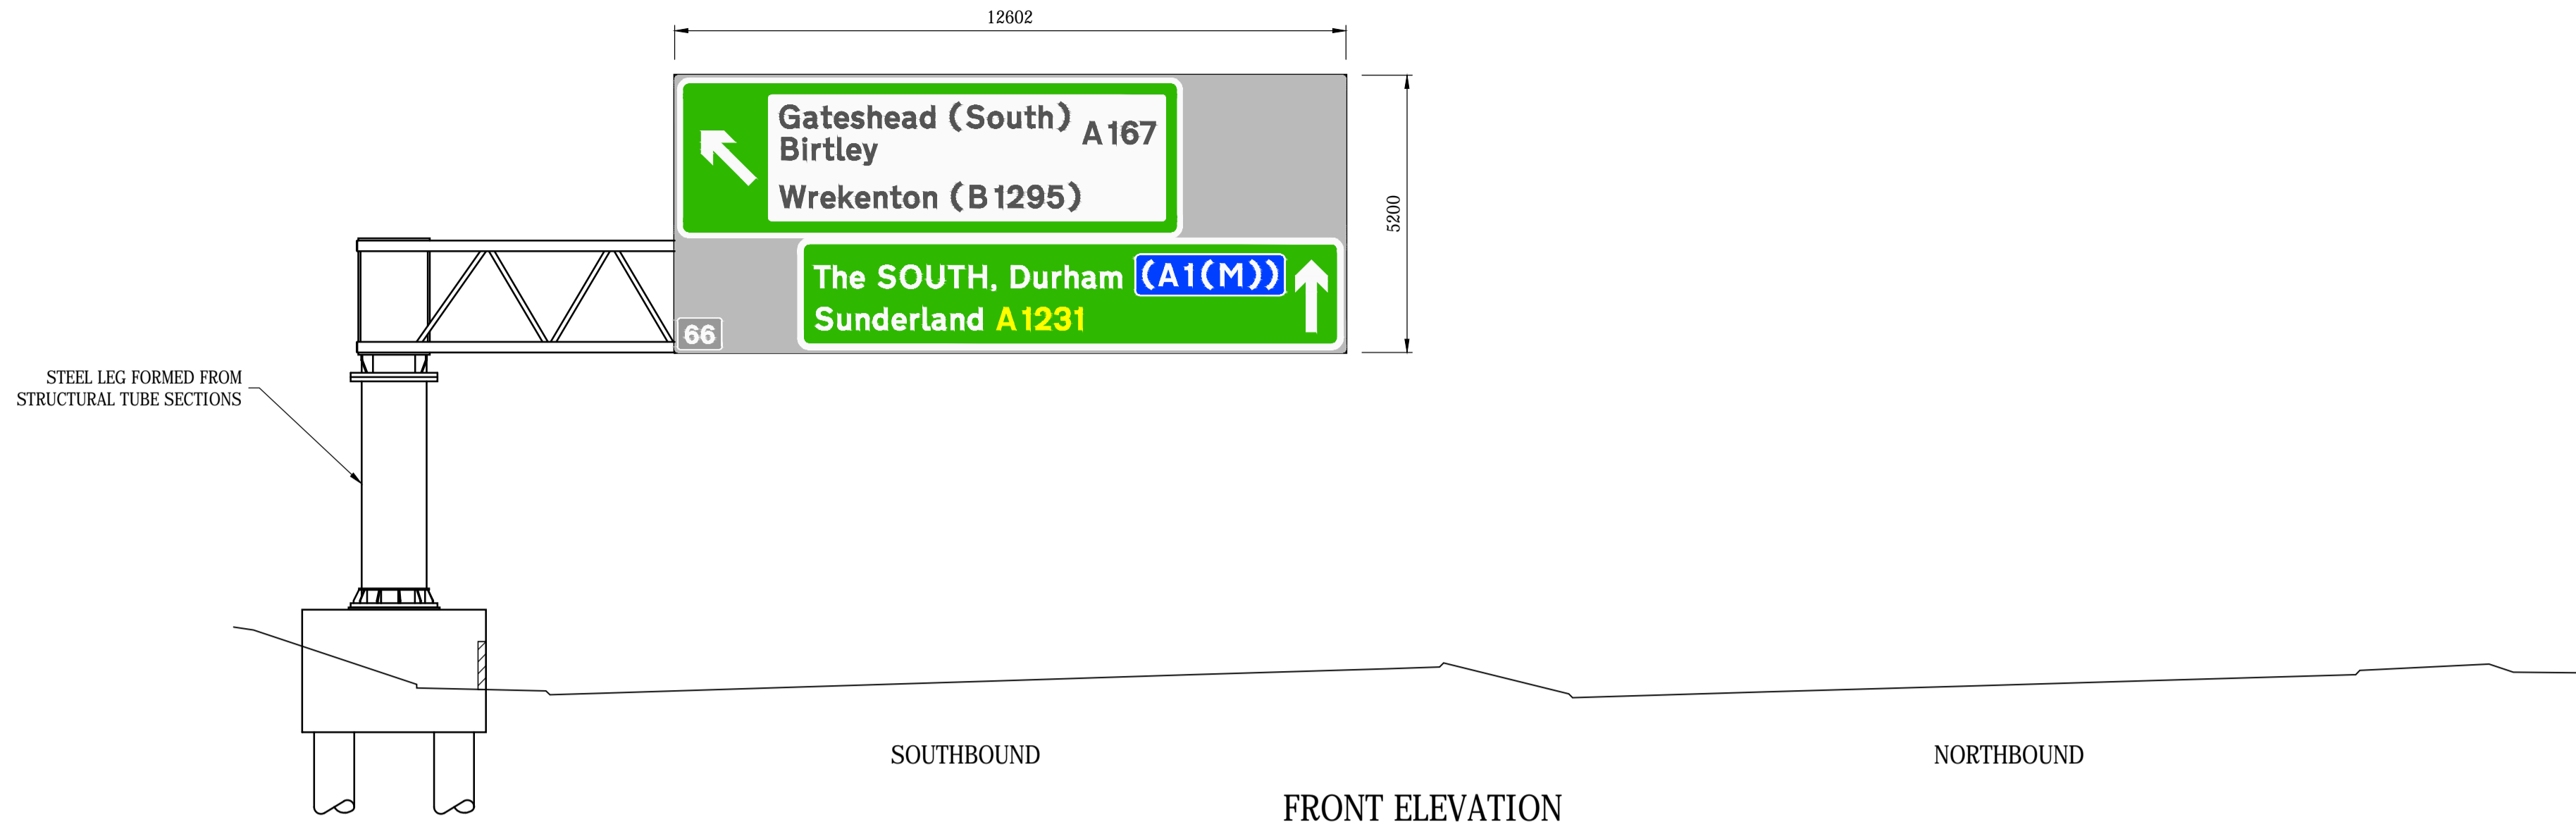 12602
Gateshead (South)
Birtley
A167
Wrekenton (B1295)
5200
The SOUTH, Durham (A1(M))
Sunderland A1231
66
STEEL LEG FORMED FROM
STRUCTURAL TUBE SECTIONS
SOUTHBOUND
NORTHBOUND
FRONT ELEVATION